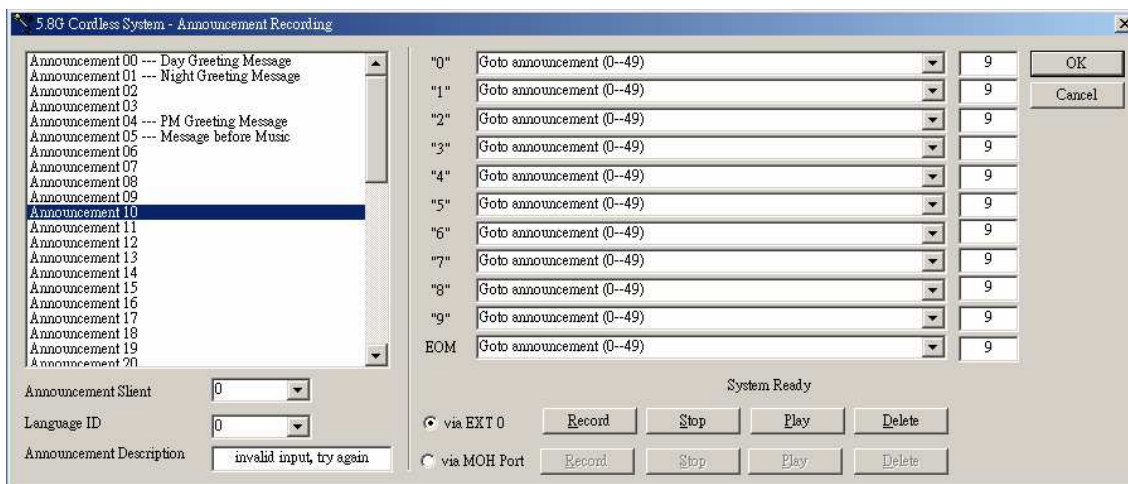 5.8G Cordless System - Announcement Recording
Announcement 00 --- Day Greeting Message
Announcement 01 --- Night Greeting Message
Announcement 02
Announcement 03
Announcement 04 --- PM Greeting Message
Announcement 05 --- Message before Music
Announcement 06
Announcement 07
Announcement 08
Announcement 09
Announcement 10
Announcement 11
Announcement 12
Announcement 13
Announcement 14
Announcement 15
Announcement 16
Announcement 17
Announcement 18
Announcement 19
Announcement 20
Announcement Slient 0
Language ID 0
Announcement Description invalid input, try again
"0" Goto announcement (0--49) 9
"1" Goto announcement (0--49) 9
"2" Goto announcement (0--49) 9
"3" Goto announcement (0--49) 9
"4" Goto announcement (0--49) 9
"5" Goto announcement (0--49) 9
"6" Goto announcement (0--49) 9
"7" Goto announcement (0--49) 9
"8" Goto announcement (0--49) 9
"9" Goto announcement (0--49) 9
EOM Goto announcement (0--49) 9
System Ready
via EXT 0 Record Stop Play Delete
via MOH Port Record Stop Play Delete
OK
Cancel